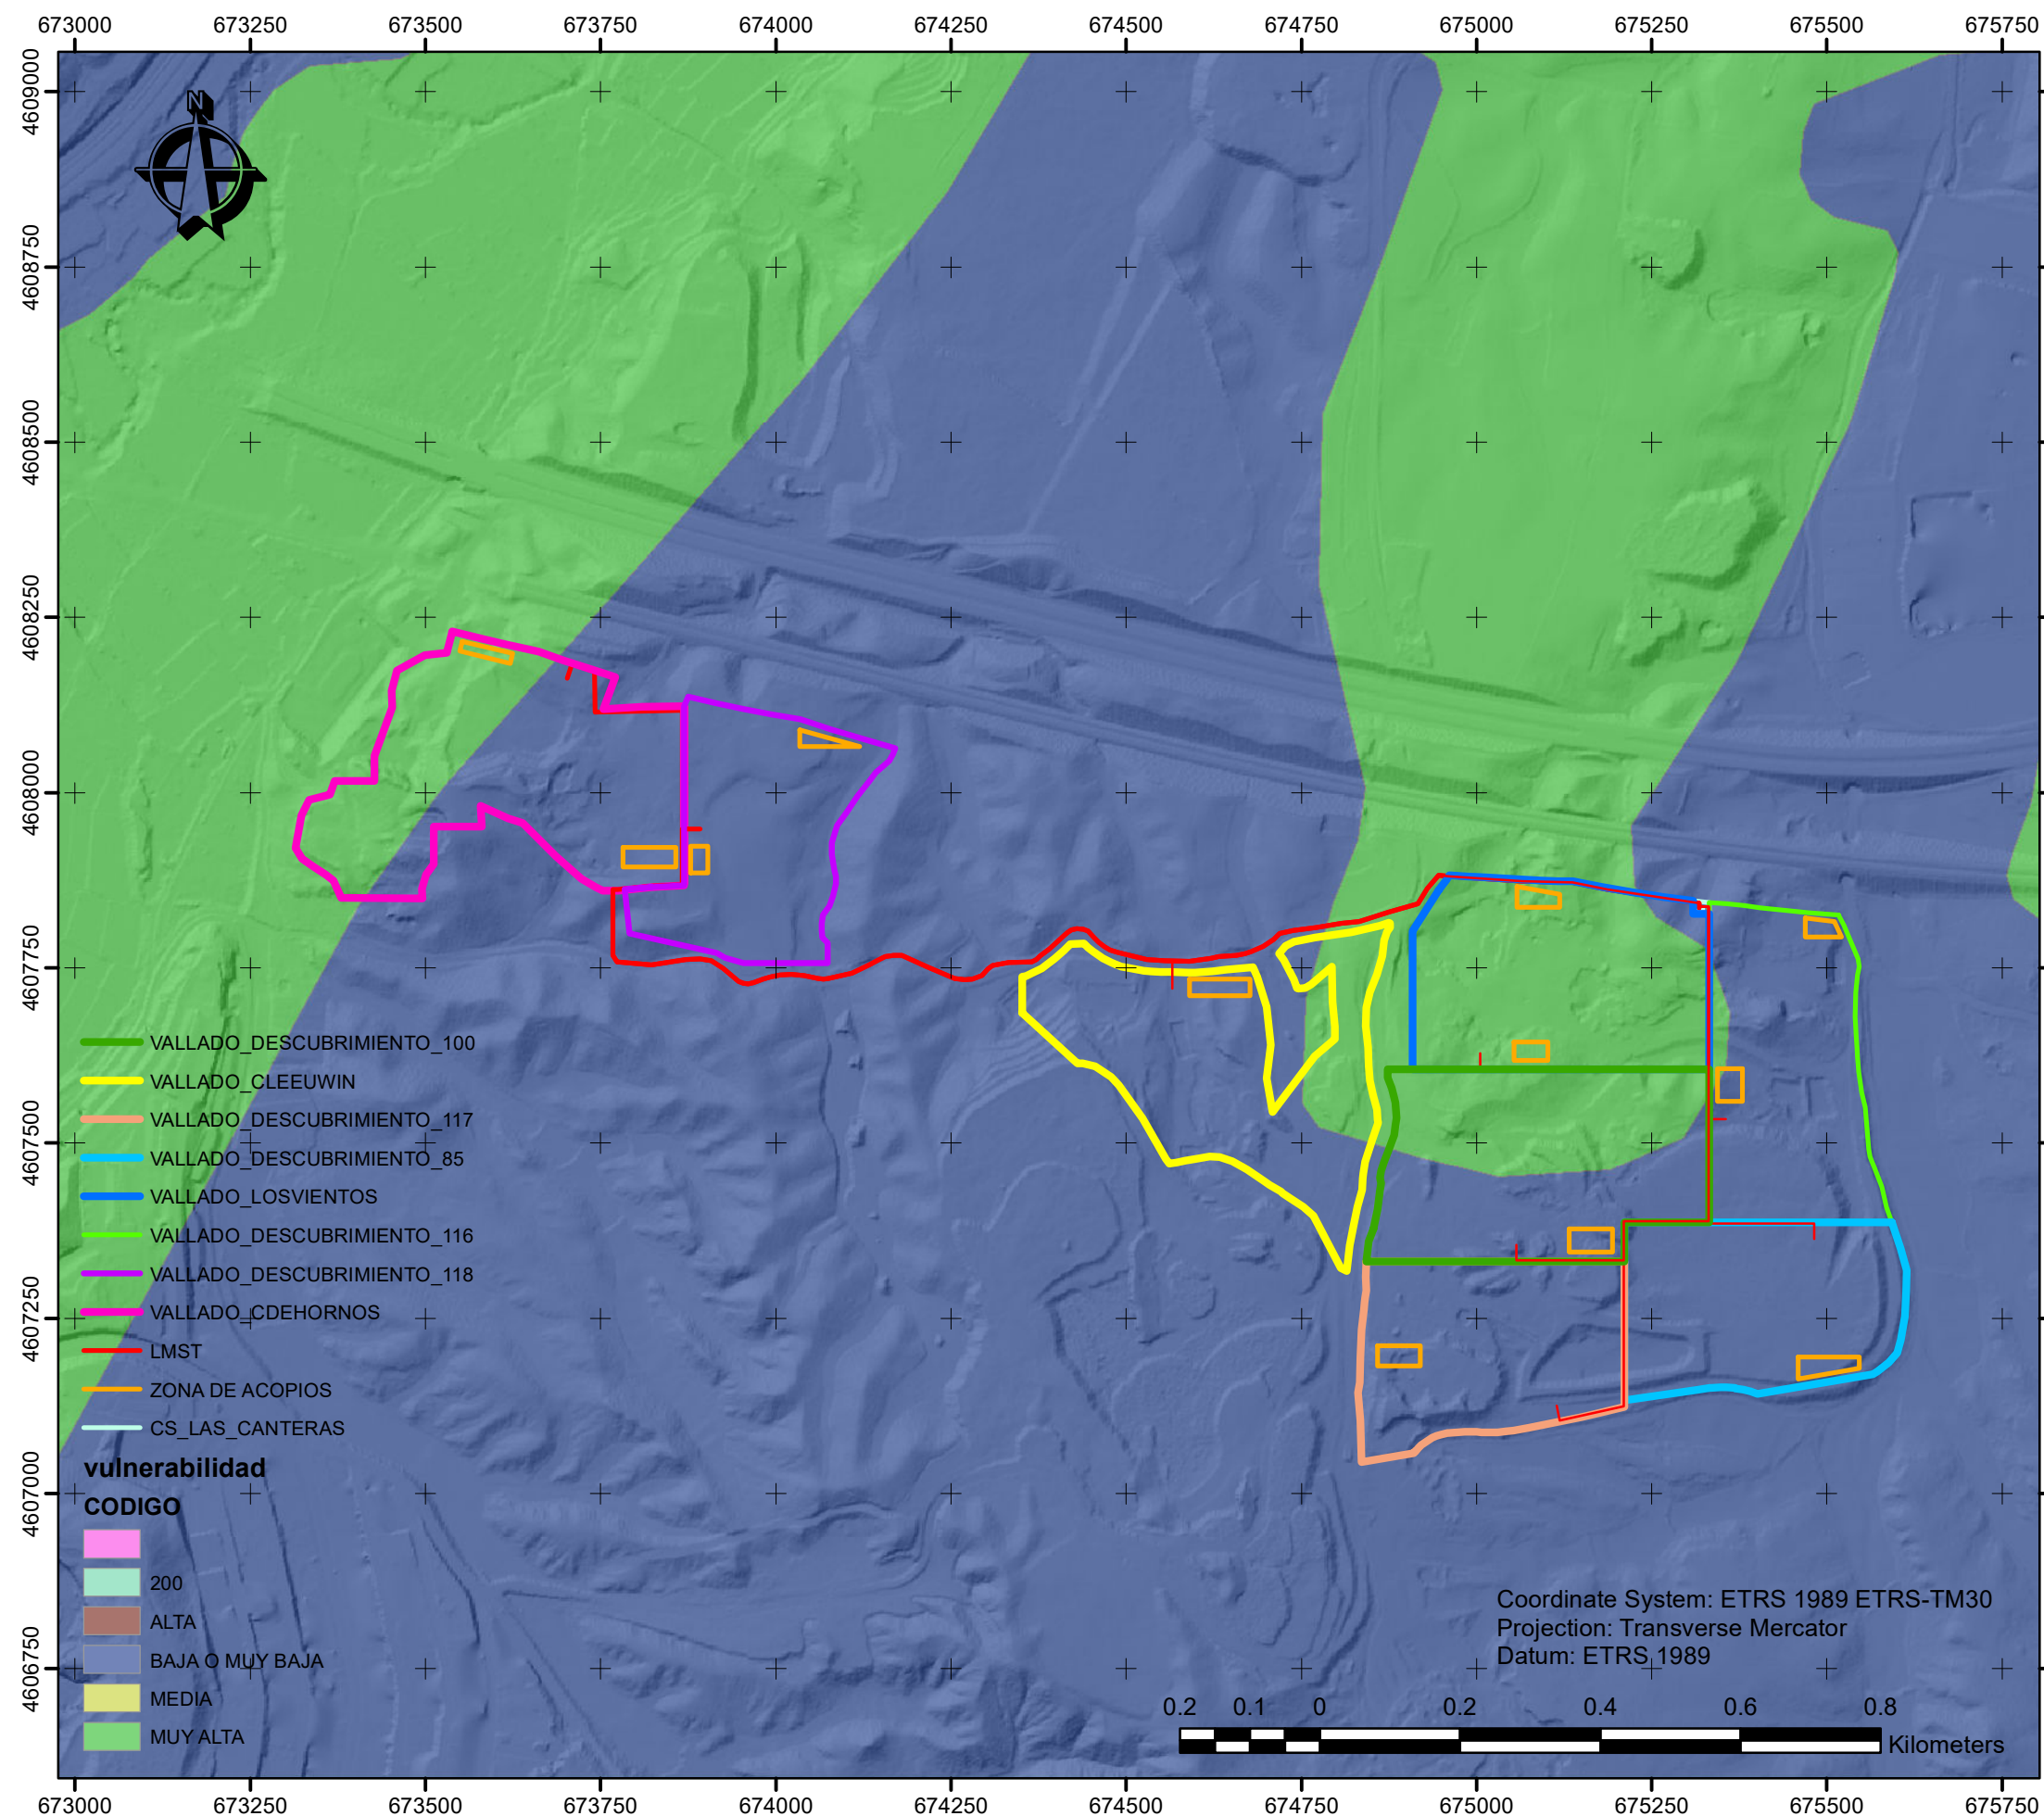 673000 673250 673500 673750 674000 674250 674500 674750 675000 675250 675500 675750
4609000
4608750
4608500
4608250
4608000
4607750
4607500
4607250
4607000
4606750
N
VALLADO_DESCUBRIMIENTO_100
VALLADO_CLEEUWIN
VALLADO_DESCUBRIMIENTO_117
VALLADO_DESCUBRIMIENTO_85
VALLADO_LOSVIENTOS
VALLADO_DESCUBRIMIENTO_116
VALLADO_DESCUBRIMIENTO_118
VALLADO_CDEHORNOS
LMST
ZONA DE ACOPIOS
CS_LAS_CANTERAS
vulnerabilidad
CODIGO
200
ALTA
BAJA O MUY BAJA
MEDIA
MUY ALTA
Coordinate System: ETRS 1989 ETRS-TM30
Projection: Transverse Mercator
Datum: ETRS 1989
0.2 0.1 0 0.2 0.4 0.6 0.8
Kilometers
673000 673250 673500 673750 674000 674250 674500 674750 675000 675250 675500 675750